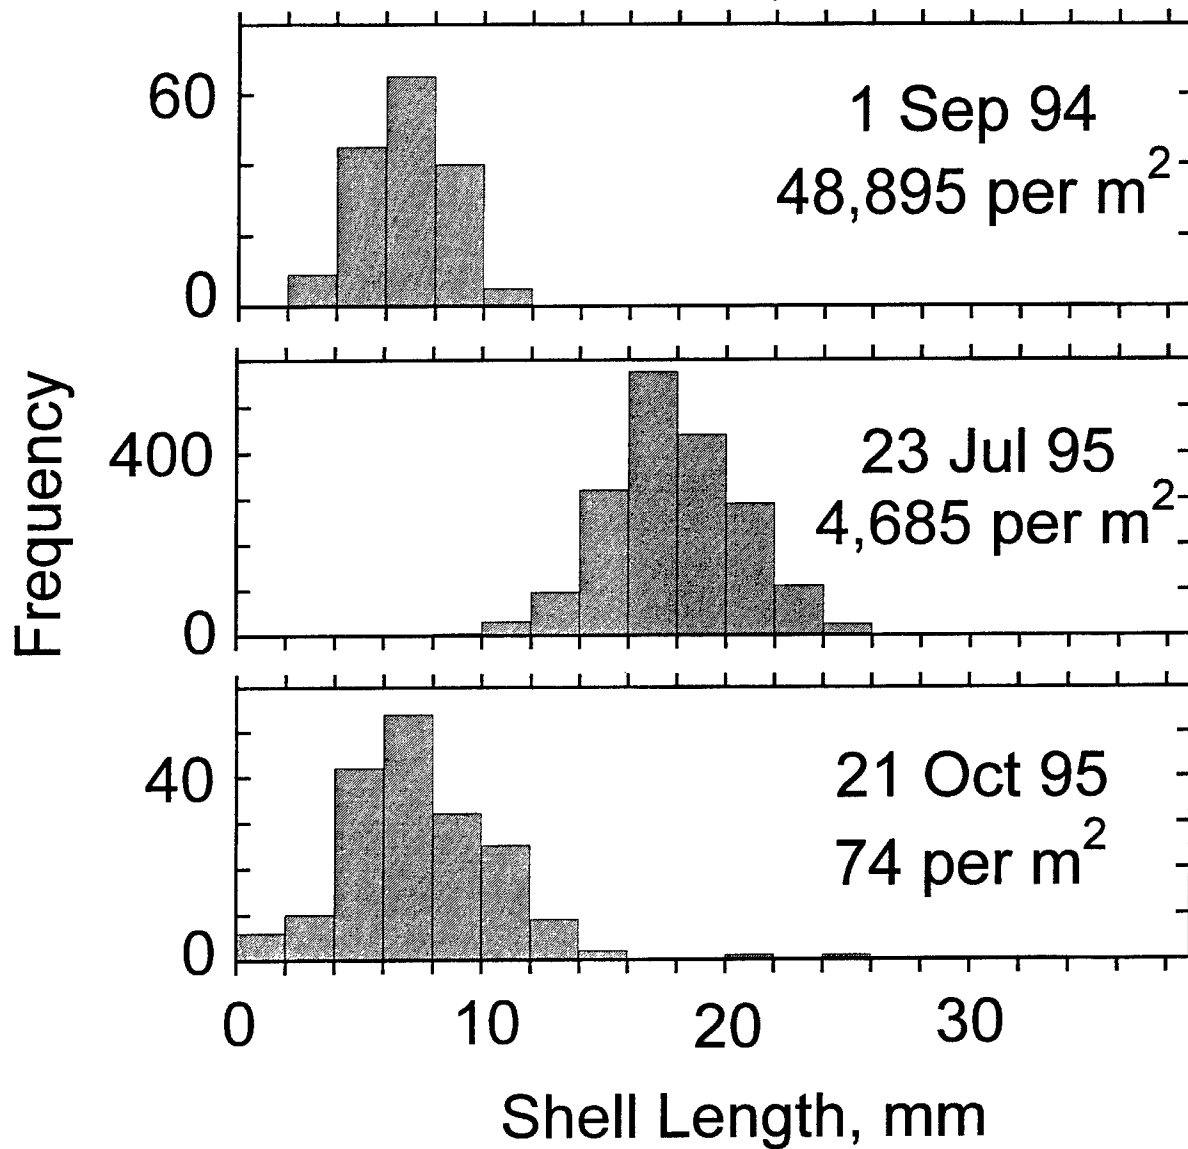 60
0
1 Sep 94
48,895 per m²
Frequency
400
0
23 Jul 95
4,685 per m²
40
0
21 Oct 95
74 per m²
0 10 20 30
Shell Length, mm